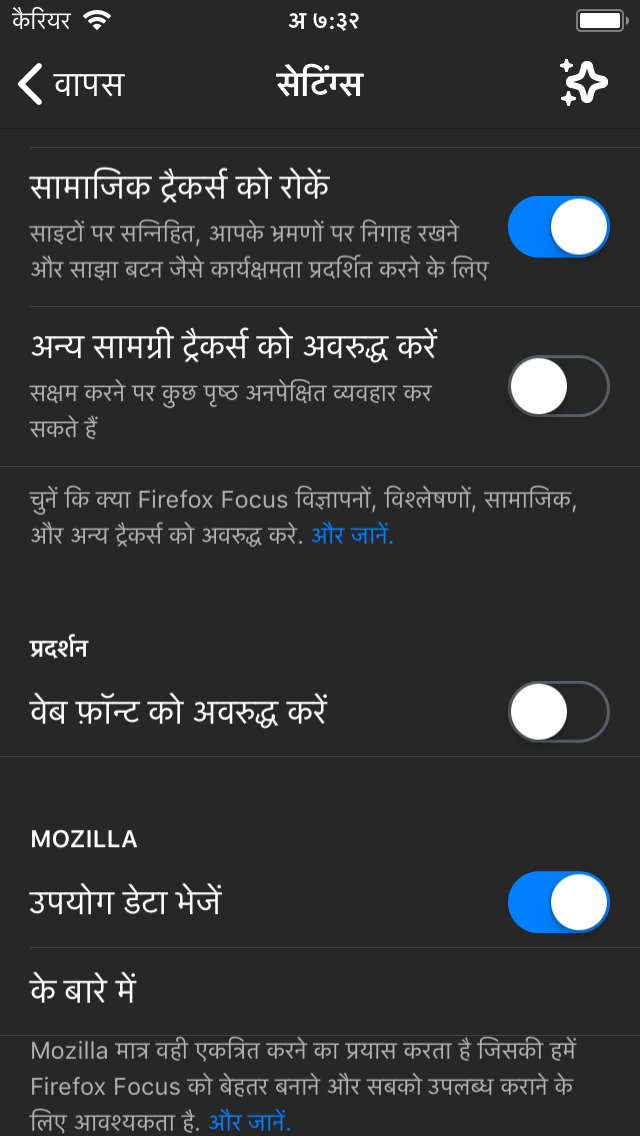 कैरियर
अ ७:३२
वापस
सेटिंग्स
सामाजिक ट्रैकर्स को रोकें
साइटों पर सन्निहित, आपके भ्रमणों पर निगाह रखने
और साझा बटन जैसे कार्यक्षमता प्रदर्शित करने के लिए
अन्य सामग्री ट्रैकर्स को अवरुद्ध करें
सक्षम करने पर कुछ पृष्ठ अनपेक्षित व्यवहार कर
सकते हैं
चुनें कि क्या Firefox Focus विज्ञापनों, विश्लेषणों, सामाजिक,
और अन्य ट्रैकर्स को अवरुद्ध करे. और जानें.
प्रदर्शन
वेब फ़ॉन्ट को अवरुद्ध करें
MOZILLA
उपयोग डेटा भेजें
के बारे में
Mozilla मात्र वही एकत्रित करने का प्रयास करता है जिसकी हमें
Firefox Focus को बेहतर बनाने और सबको उपलब्ध कराने के
लिए आवश्यकता है. और जानें.